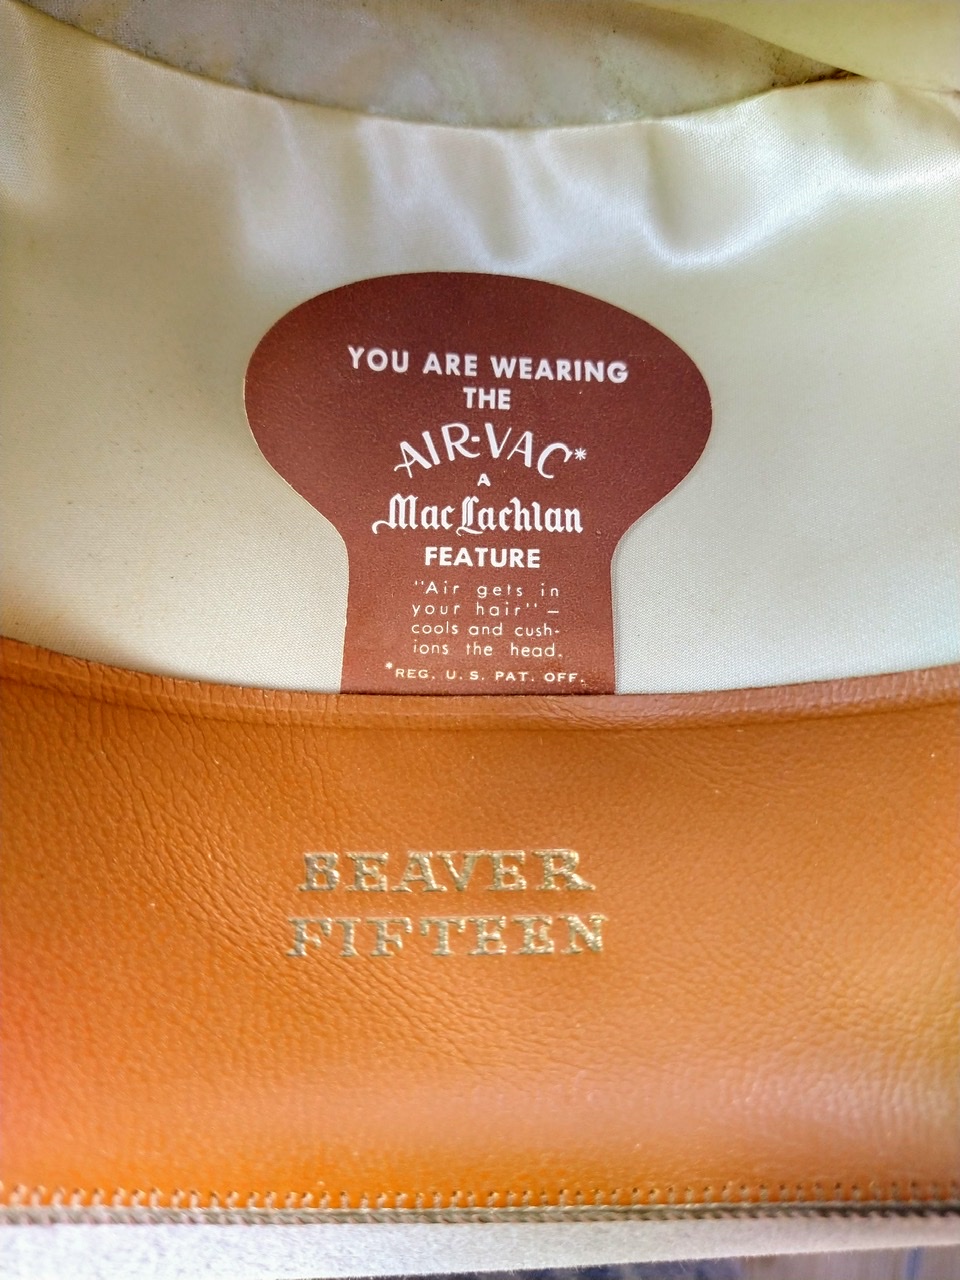 YOU ARE WEARING
THE
AIR-VAC*
A
MacLachlan
FEATURE
"Air gets in
your hair" —
cools and cush-
ions the head.
*REG. U.S. PAT. OFF.
BEAVER
FIFTEEN